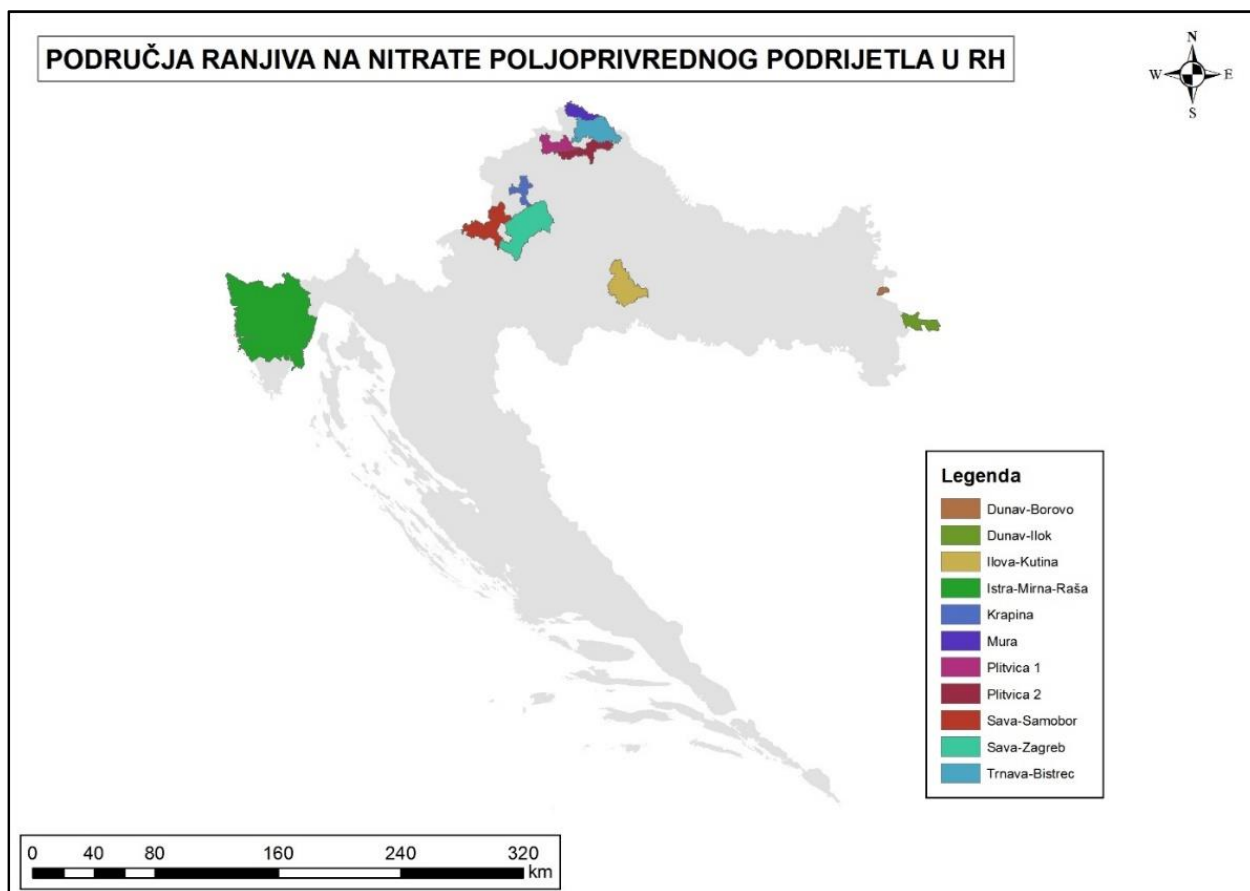 PODRUČJA RANJIVA NA NITRATE POLJOPRIVREDNOG PODRIJETLA U RH
N
W E
S
Legenda
Dunav-Borovo
Dunav-Ilok
Ilova-Kutina
Istra-Mirna-Raša
Krapina
Mura
Plitvica 1
Plitvica 2
Sava-Samobor
Sava-Zagreb
Trnava-Bistrec
0 40 80 160 240 320
km